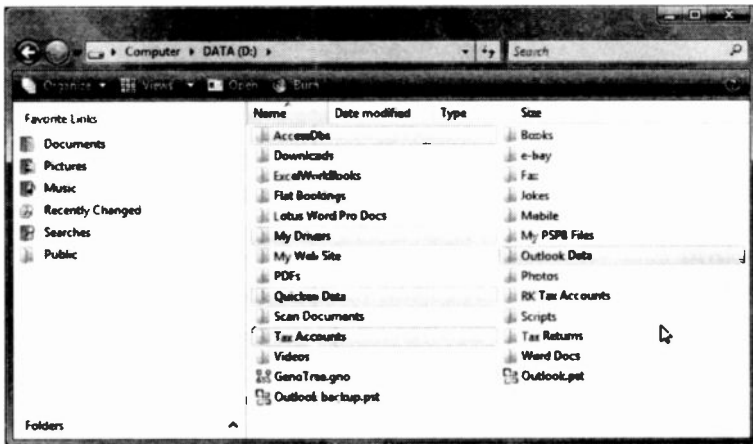 Computer DATA (D:) Search
Organize Views Open Burn
Favorite Links
Documents
Pictures
Music
Recently Changed
Searches
Public
Folders
Name Date modified Type Size
AccessDbs Books
Downloads e-bay
ExcelWorkBooks Fax
Flat Bookings Jokes
Lotus Word Pro Docs Mobile
My Drivers My PSP8 Files
My Web Site Outlook Data
PDFs Photos
Quicken Data RK Tax Accounts
Scan Documents Scripts
Tax Accounts Tax Returns
Videos Word Docs
GenoTree.gno Outlook.pst
Outlook backup.pst